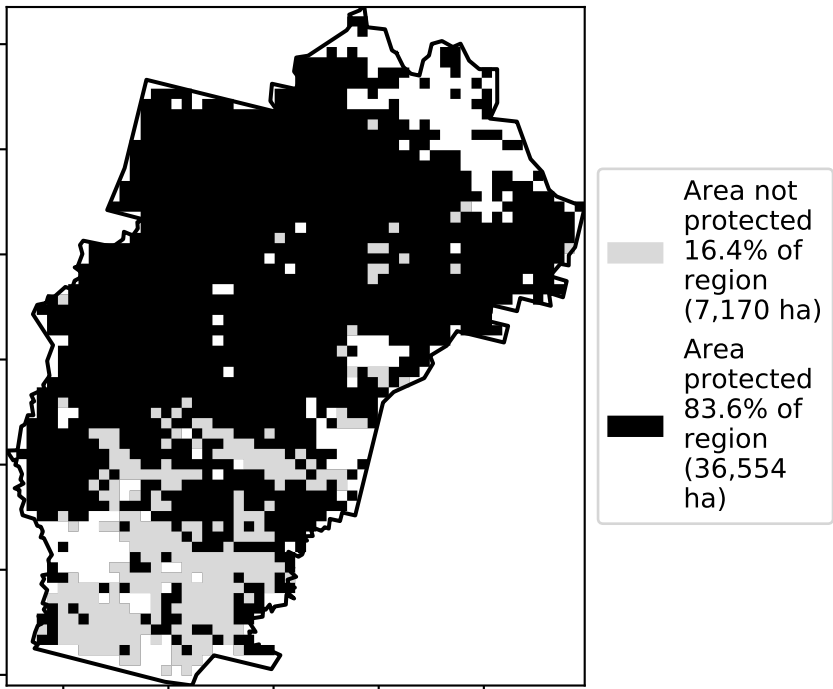 Area not
protected
16.4% of
region
(7,170 ha)
Area
protected
83.6% of
region
(36,554
ha)